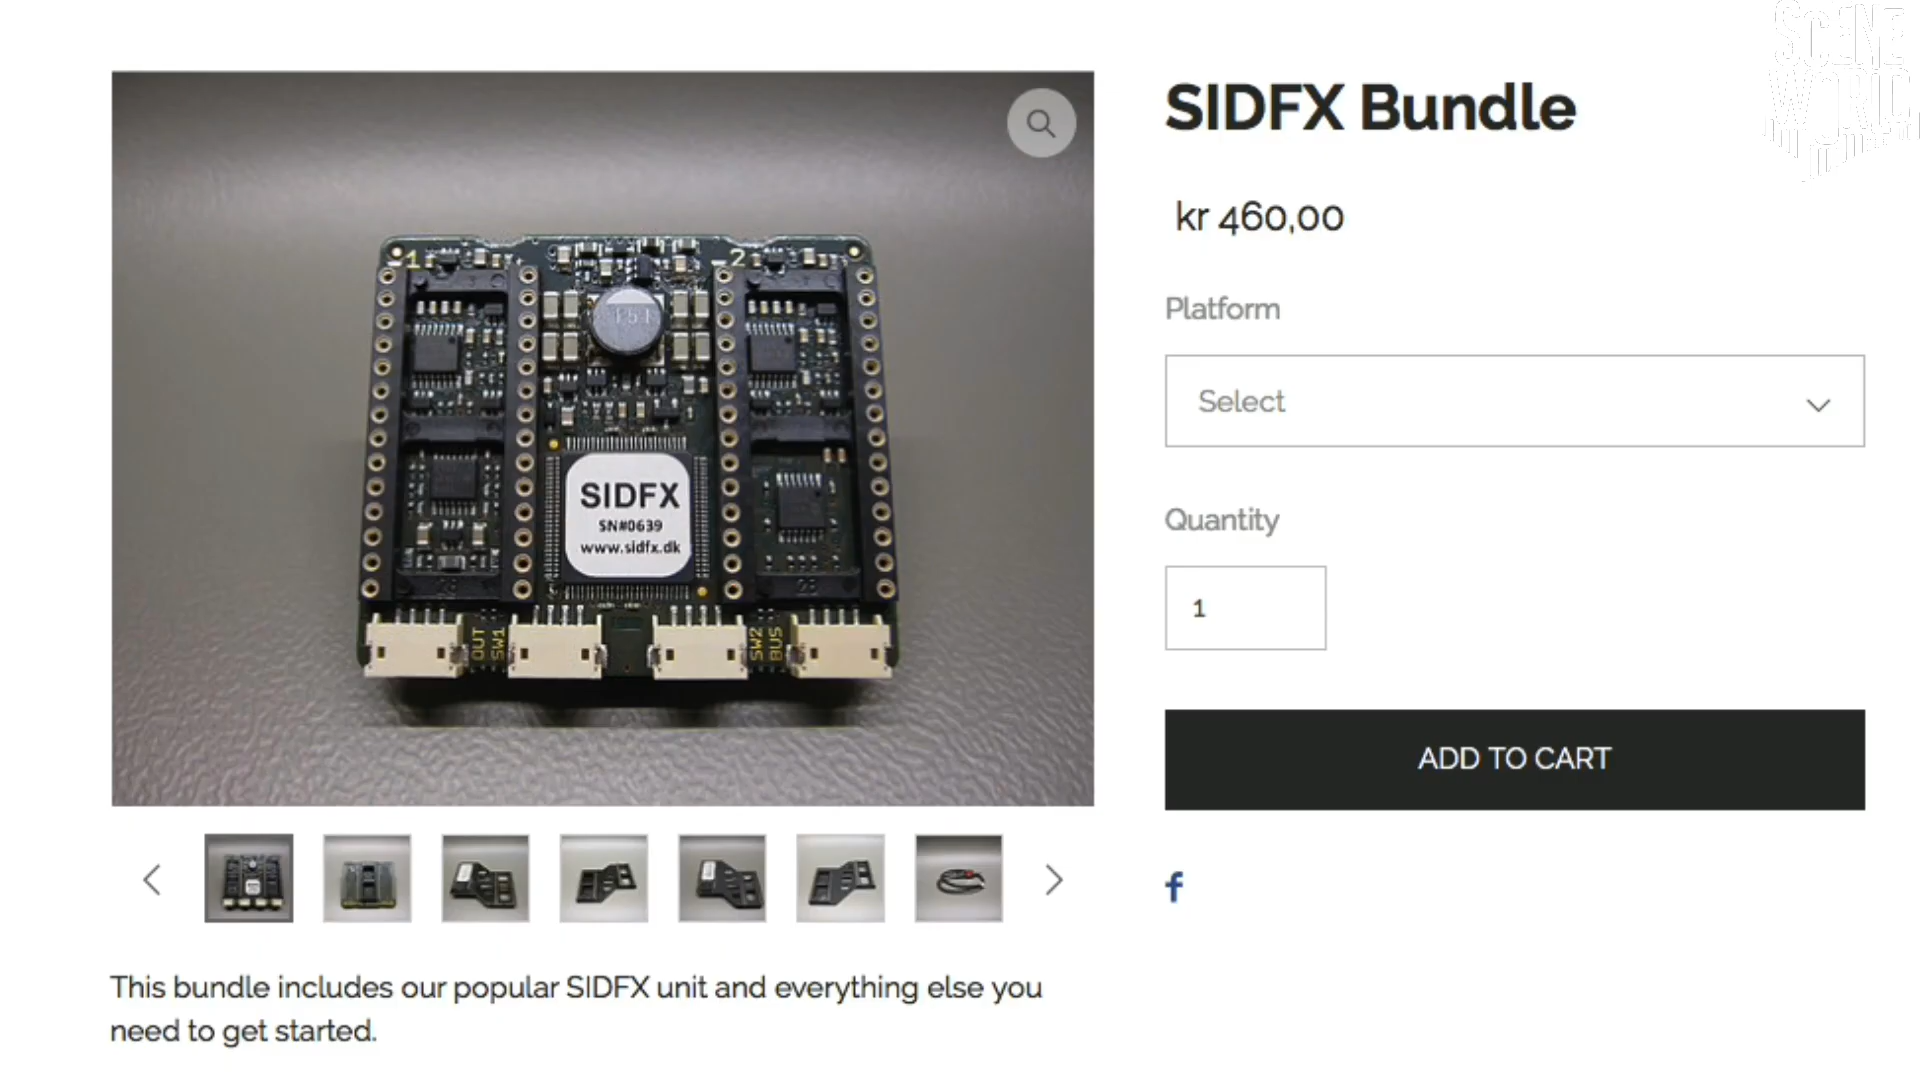 SCENE
WORLD
SIDFX Bundle
kr 460,00
Platform
Select
Quantity
1
ADD TO CART
1
2
SIDFX
SN#0639
www.sidfx.dk
OUT
SW1
SW2
BUS
This bundle includes our popular SIDFX unit and everything else you
need to get started.